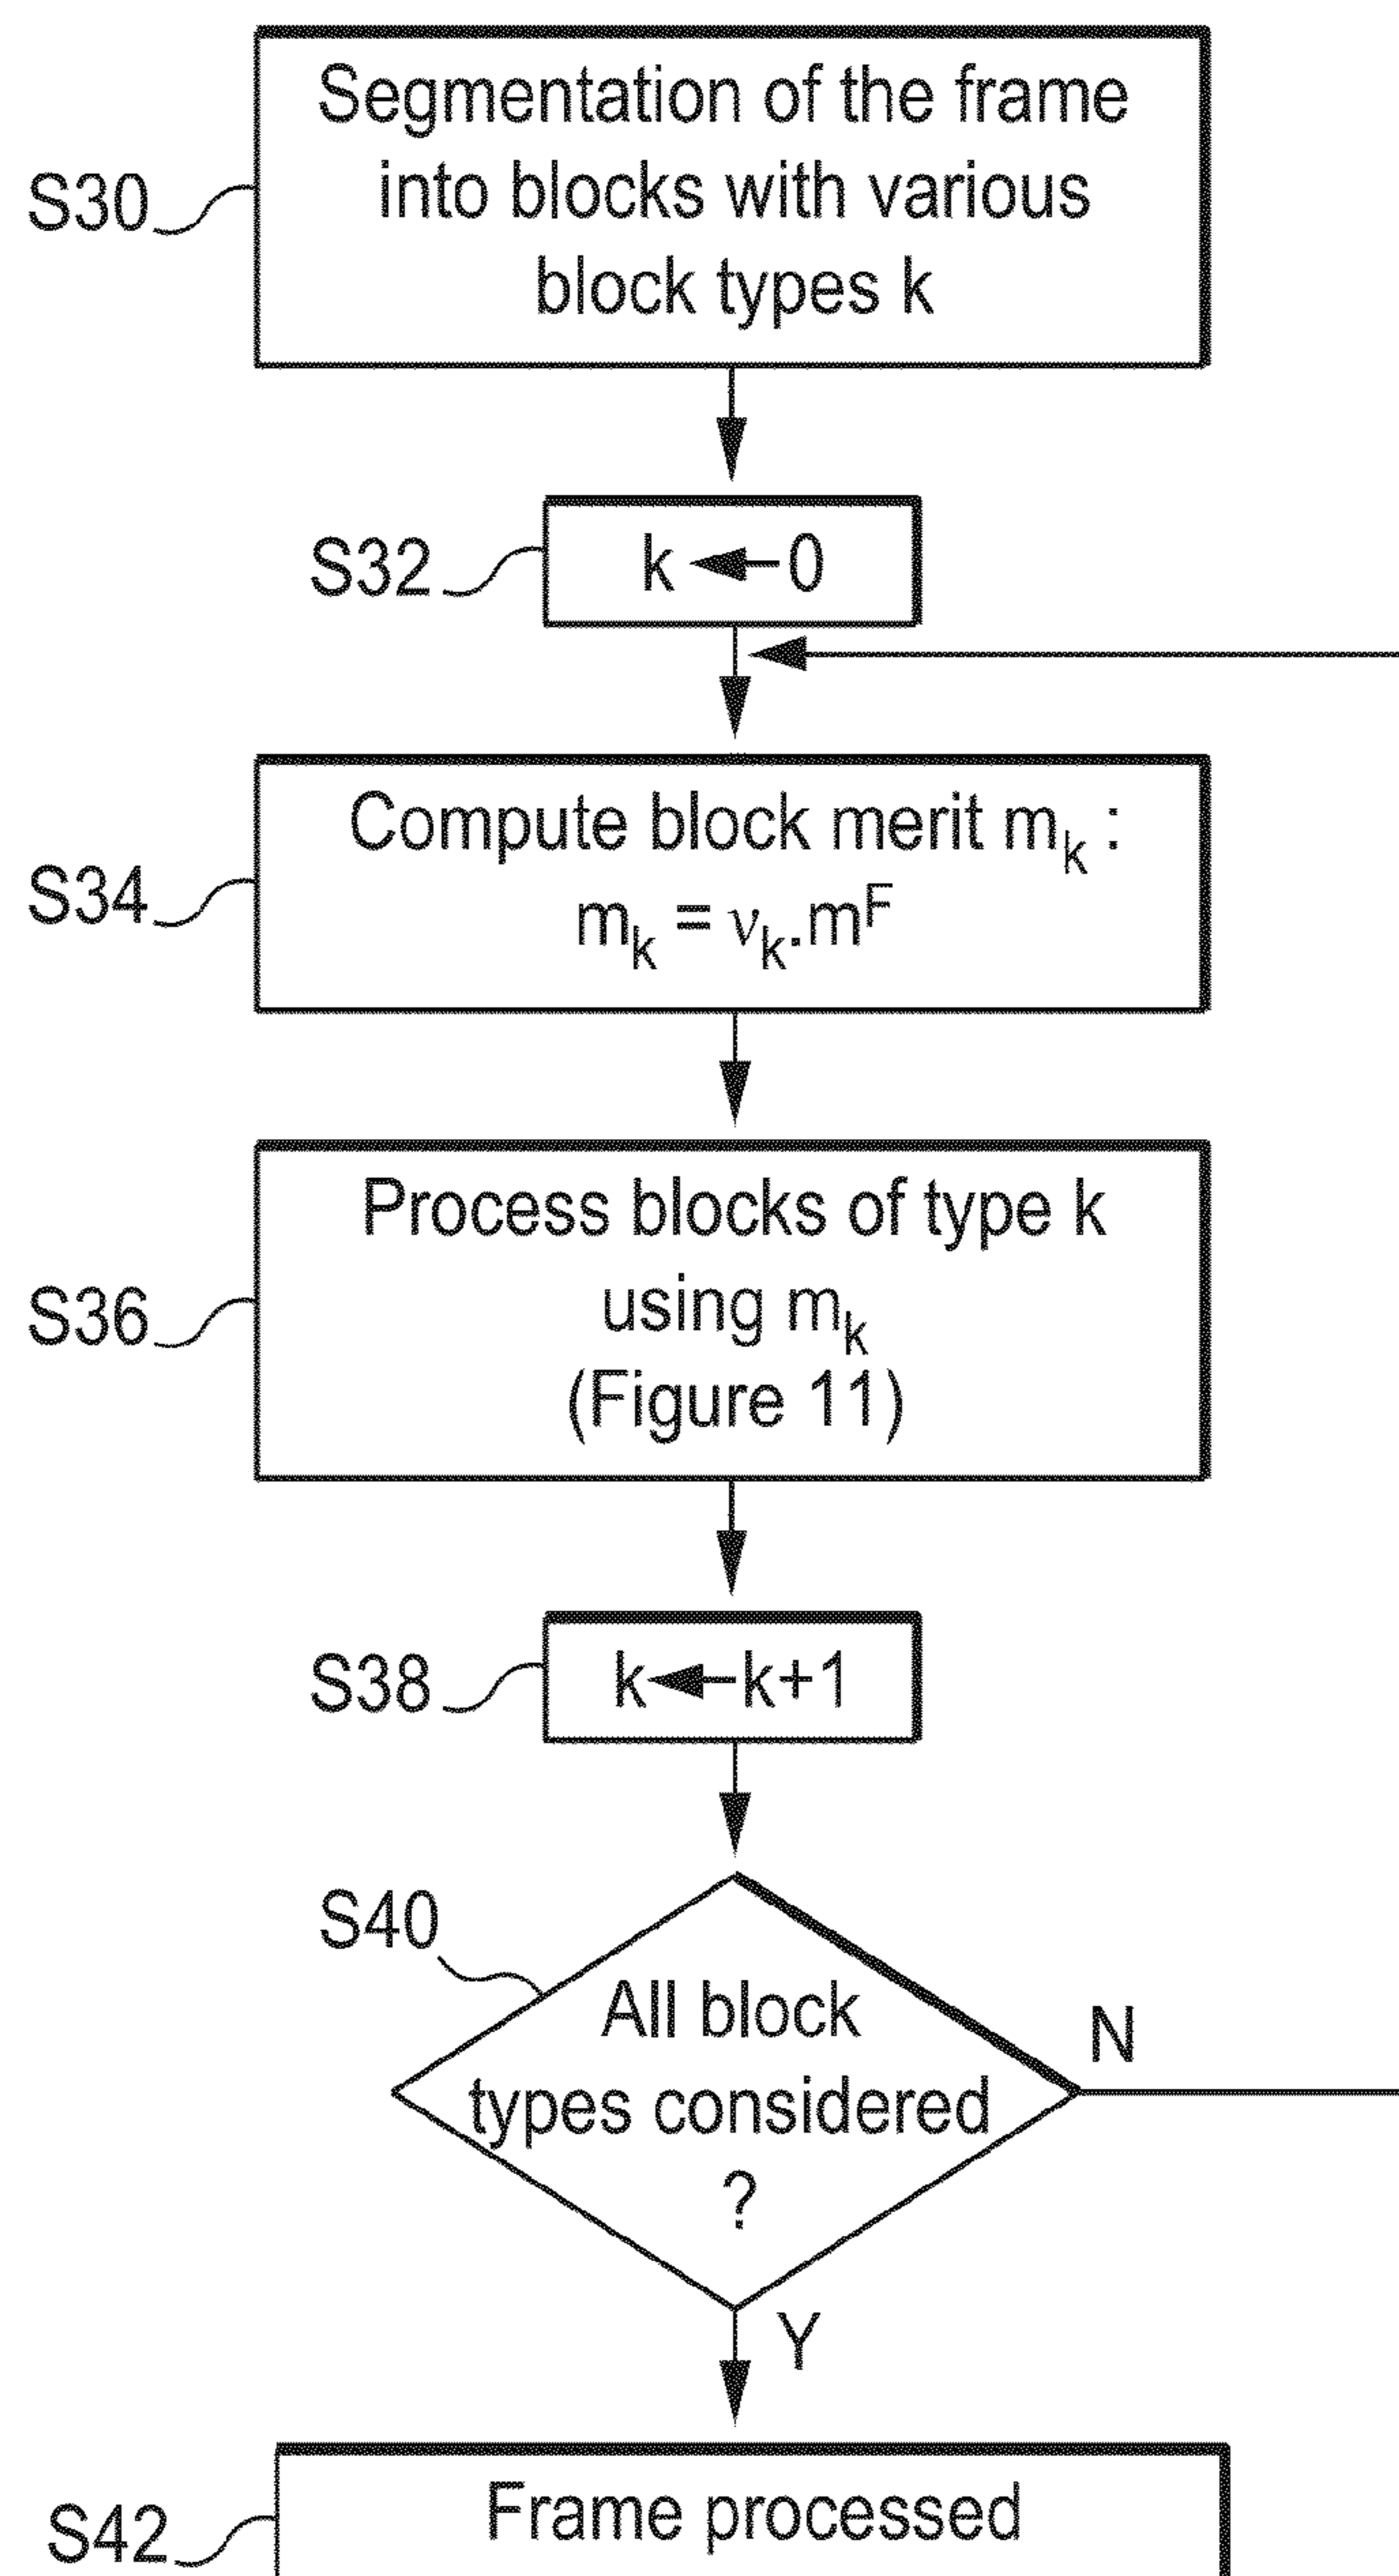 Segmentation of the frame
into blocks with various
block types k
S30
S32
k ← 0
Compute block merit mₖ :
mₖ = νₖ.mF
S34
Process blocks of type k
using mₖ
(Figure 11)
S36
S38
k ← k+1
S40
All block
types considered
?
N
Y
Frame processed
S42